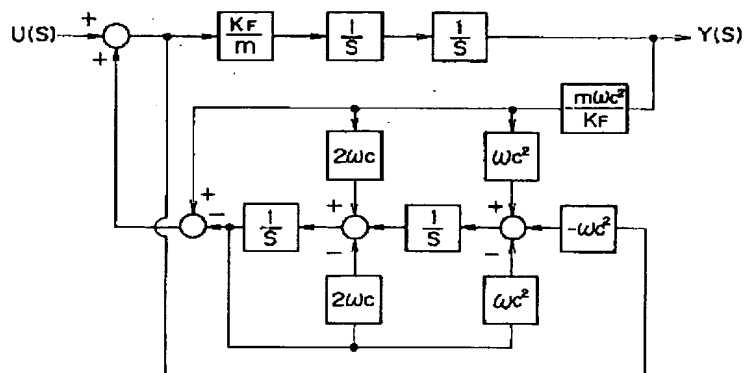 U(S) + + KF/m 1/S 1/S Y(S)
mωc²/KF
2ωc ωc²
+ − 1/S + − 1/S + − -ωc²
2ωc ωc²